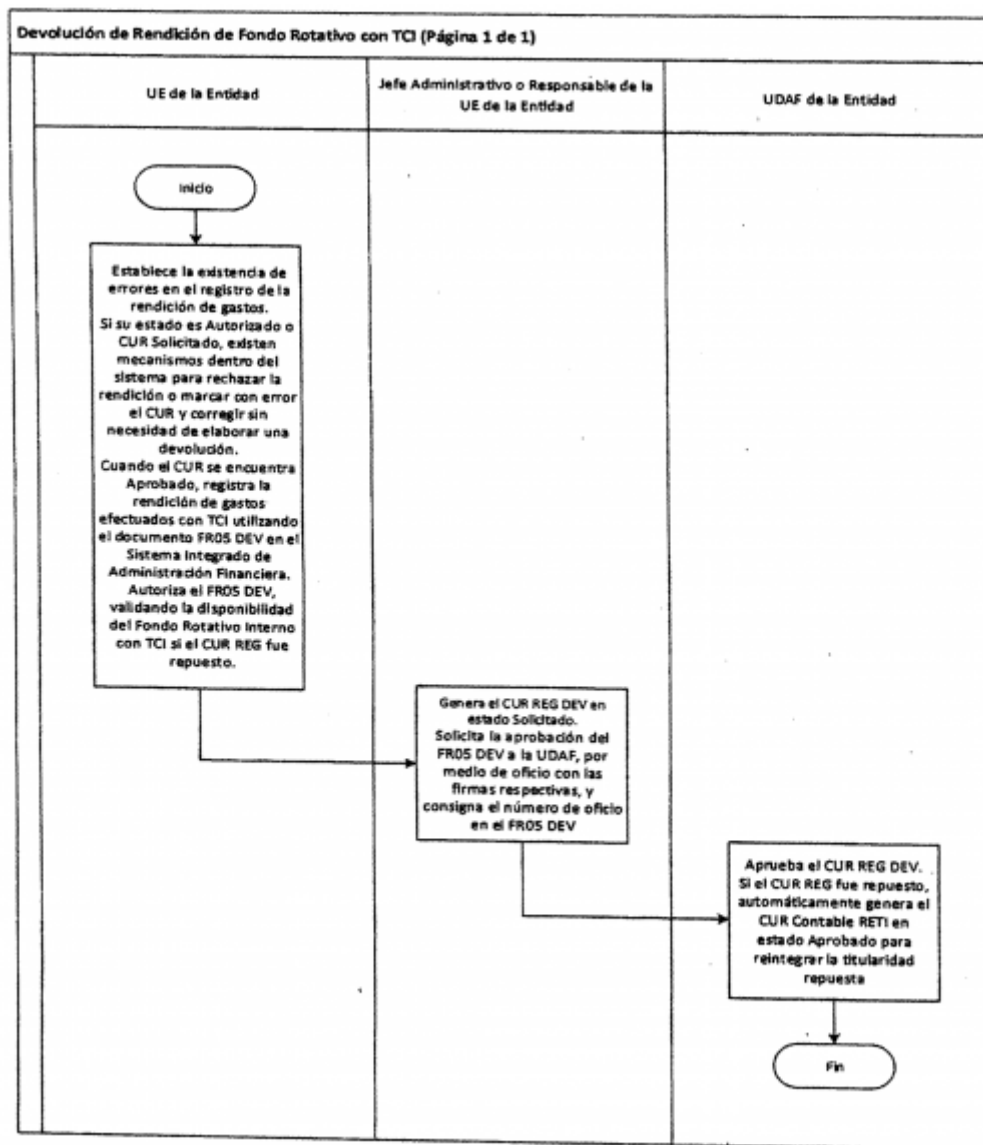 Devolución de Rendición de Fondo Rotativo con TCI (Página 1 de 1)
UE de la Entidad
Jefe Administrativo o Responsable de la
UE de la Entidad
UDAF de la Entidad
Inicio
Establece la existencia de
errores en el registro de la
rendición de gastos.
Si su estado es Autorizado o
CUR Solicitado, existen
mecanismos dentro del
sistema para rechazar la
rendición o marcar con error
el CUR y corregir sin
necesidad de elaborar una
devolución.
Cuando el CUR se encuentra
Aprobado, registra la
rendición de gastos
efectuados con TCI utilizando
el documento FR05 DEV en el
Sistema Integrado de
Administración Financiera.
Autoriza el FR05 DEV,
validando la disponibilidad
del Fondo Rotativo Interno
con TCI si el CUR REG fue
repuesto.
Genera el CUR REG DEV en
estado Solicitado.
Solicita la aprobación del
FR05 DEV a la UDAF, por
medio de oficio con las
firmas respectivas, y
consigna el número de oficio
en el FR05 DEV
Aprueba el CUR REG DEV.
Si el CUR REG fue repuesto,
automáticamente genera el
CUR Contable RETI en
estado Aprobado para
reintegrar la titularidad
repuesta
Fin